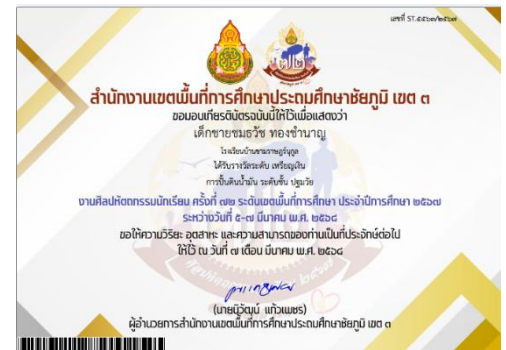 เลขที่ ST.๕๕๖๓/๒๕๖๗
สำนักงานเขตพื้นที่การศึกษาประถมศึกษาชัยภูมิ เขต ๓
ขอมอบเกียรติบัตรฉบับนี้ให้ไว้เพื่อแสดงว่า
เด็กชายชมธวัช ทองชำนาญ
โรงเรียนบ้านชวนราษฎร์นุกูล
ได้รับรางวัลระดับ เหรียญเงิน
การปั้นดินน้ำมัน ระดับชั้น ปฐมวัย
งานศิลปหัตถกรรมนักเรียน ครั้งที่ ๗๒ ระดับเขตพื้นที่การศึกษา ประจำปีการศึกษา ๒๕๖๗
ระหว่างวันที่ ๕-๗ มีนาคม พ.ศ. ๒๕๖๘
ขอให้ความวิริยะ อุตสาหะ และความสามารถของท่านเป็นที่ประจักษ์ต่อไป
ให้ไว้ ณ วันที่ ๗ เดือน มีนาคม พ.ศ. ๒๕๖๘
(นายนิวัฒน์ แก้วเพชร)
ผู้อำนวยการสำนักงานเขตพื้นที่การศึกษาประถมศึกษาชัยภูมิ เขต ๓